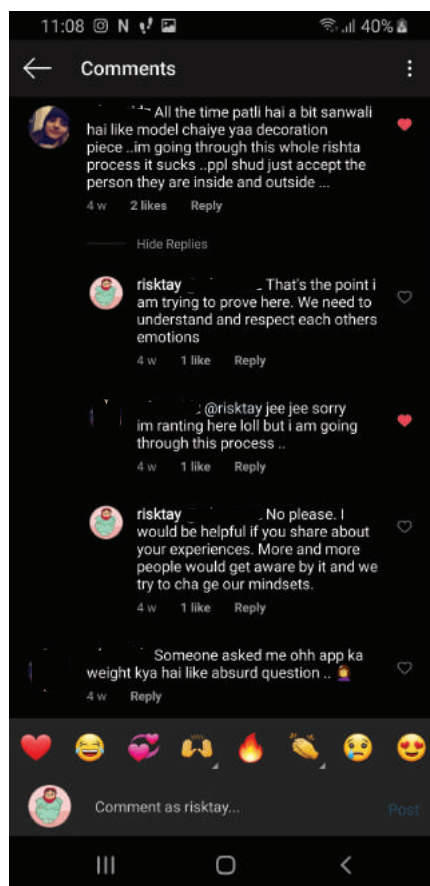 11:08 N 40%
Comments
All the time patli hai a bit sanwali
hai like model chaiye yaa decoration
piece ..im going through this whole rishta
process it sucks ..ppl shud just accept the
person they are inside and outside ...
4 w 2 likes Reply
Hide Replies
risktay That's the point i
am trying to prove here. We need to
understand and respect each others
emotions
4 w 1 like Reply
@risktay jee jee sorry
im ranting here loll but i am going
through this process ..
4 w 1 like Reply
risktay No please. I
would be helpful if you share about
your experiences. More and more
people would get aware by it and we
try to cha ge our mindsets.
4 w 1 like Reply
Someone asked me ohh app ka
weight kya hai like absurd question ..
4 w Reply
Comment as risktay...
Post